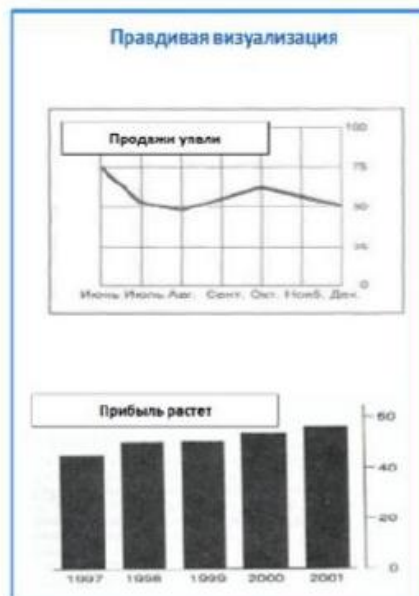 Правдивая визуализация
Продажи упали
100
75
50
25
0
Июнь Июль Авг. Сент. Окт. Нояб. Дек.
Прибыль растет
60
40
20
0
1997 1998 1999 2000 2001